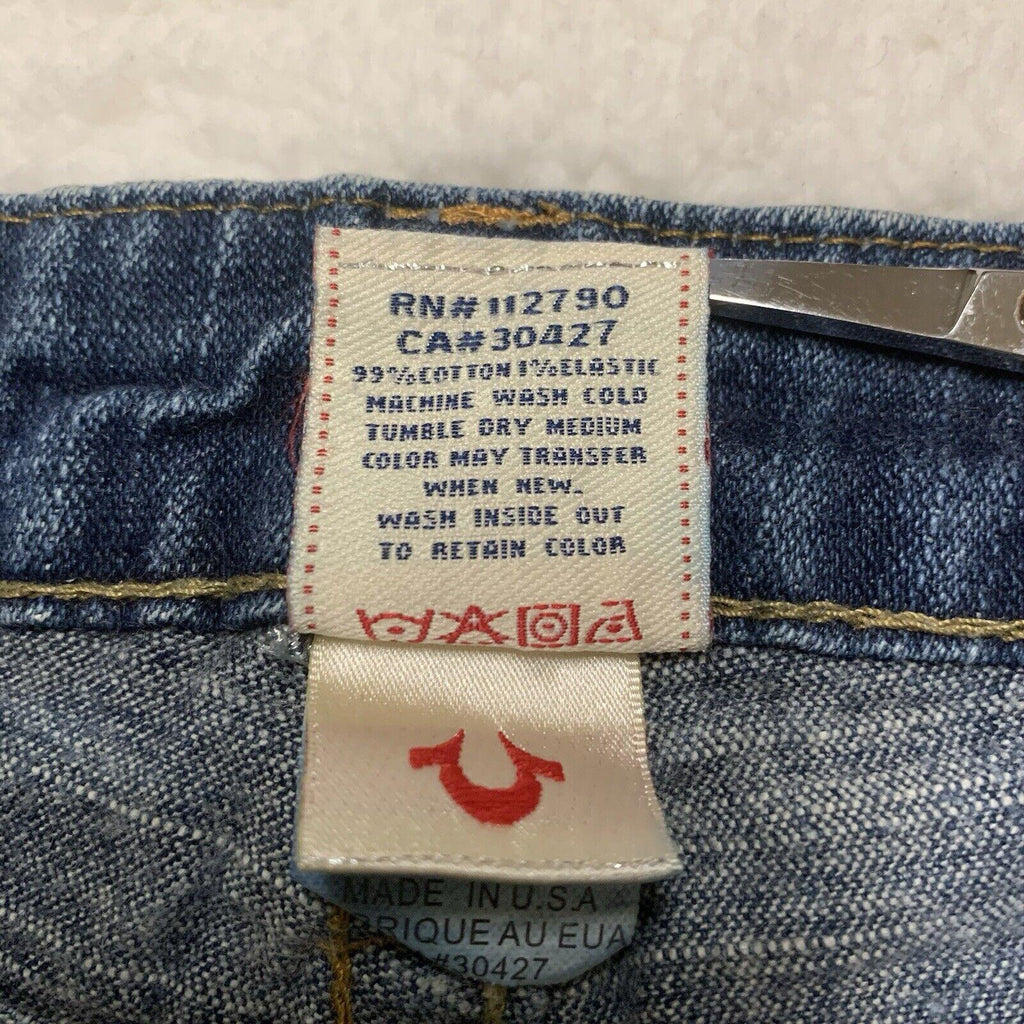 RN#112790
CA#30427
99%COTTON 1%ELASTIC
MACHINE WASH COLD
TUMBLE DRY MEDIUM
COLOR MAY TRANSFER
WHEN NEW.
WASH INSIDE OUT
TO RETAIN COLOR
MADE IN U.S.A
BRIQUE AU EUA
#30427